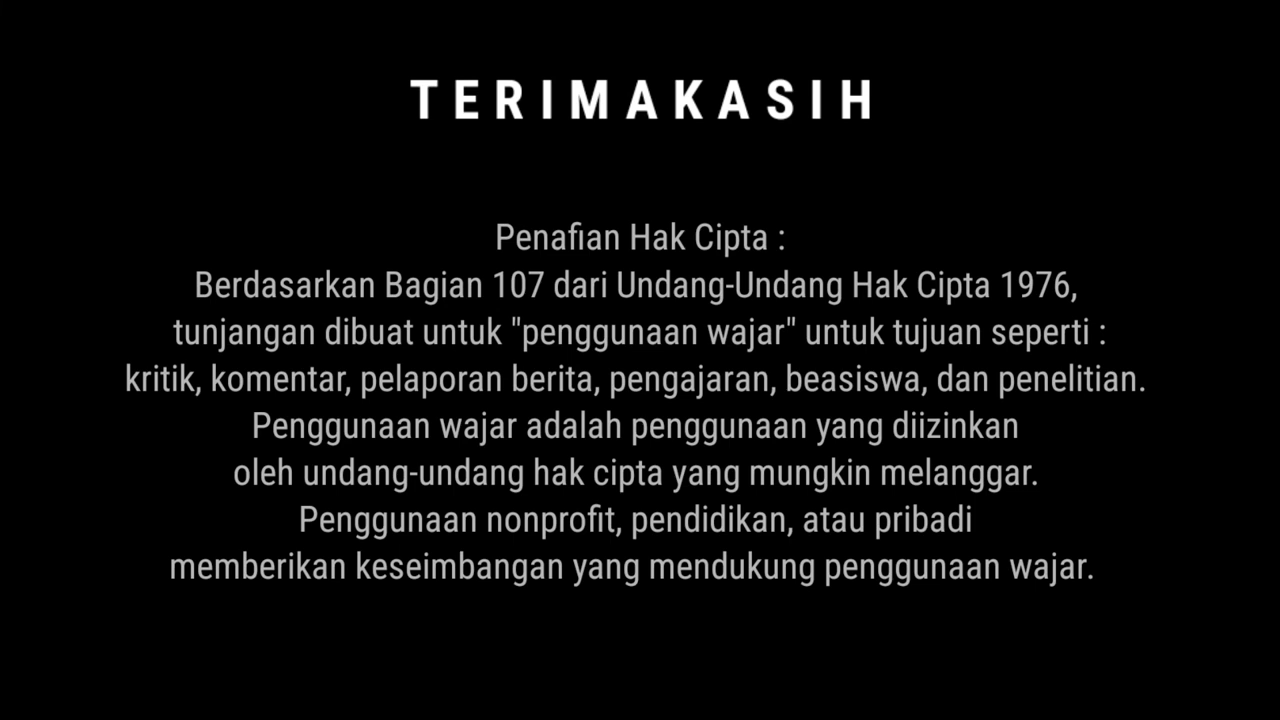 TERIMAKASIH
Penafian Hak Cipta :
Berdasarkan Bagian 107 dari Undang-Undang Hak Cipta 1976,
tunjangan dibuat untuk "penggunaan wajar" untuk tujuan seperti :
kritik, komentar, pelaporan berita, pengajaran, beasiswa, dan penelitian.
Penggunaan wajar adalah penggunaan yang diizinkan
oleh undang-undang hak cipta yang mungkin melanggar.
Penggunaan nonprofit, pendidikan, atau pribadi
memberikan keseimbangan yang mendukung penggunaan wajar.